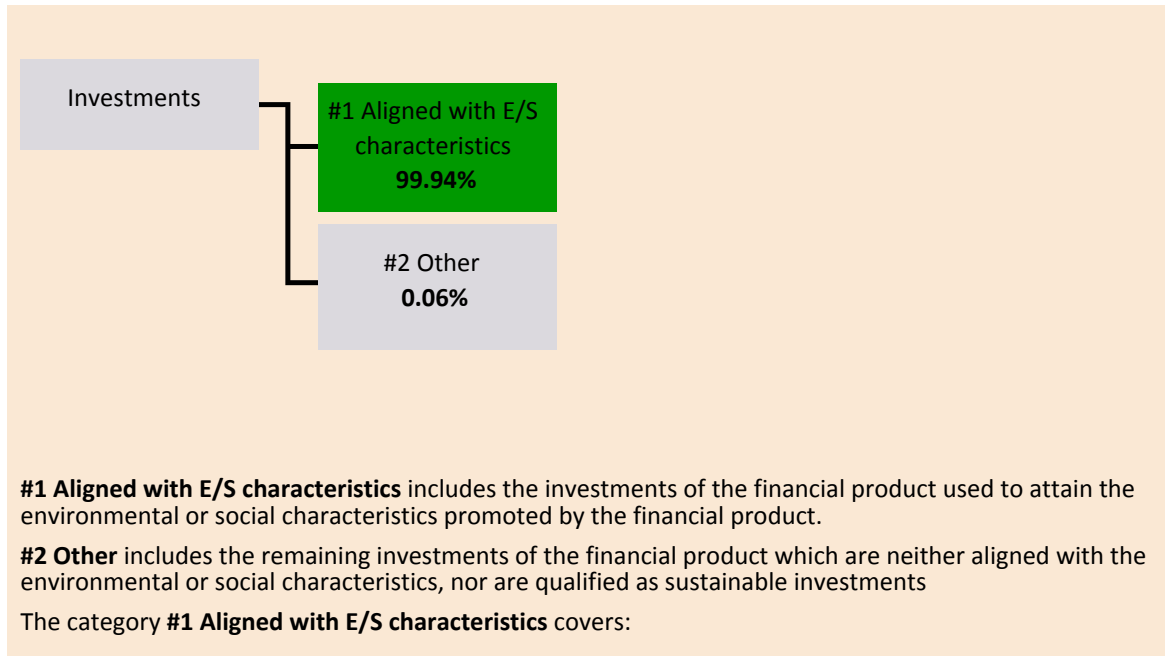 Investments
#1 Aligned with E/S
characteristics
99.94%
#2 Other
0.06%
#1 Aligned with E/S characteristics includes the investments of the financial product used to attain the
environmental or social characteristics promoted by the financial product.
#2 Other includes the remaining investments of the financial product which are neither aligned with the
environmental or social characteristics, nor are qualified as sustainable investments
The category #1 Aligned with E/S characteristics covers: